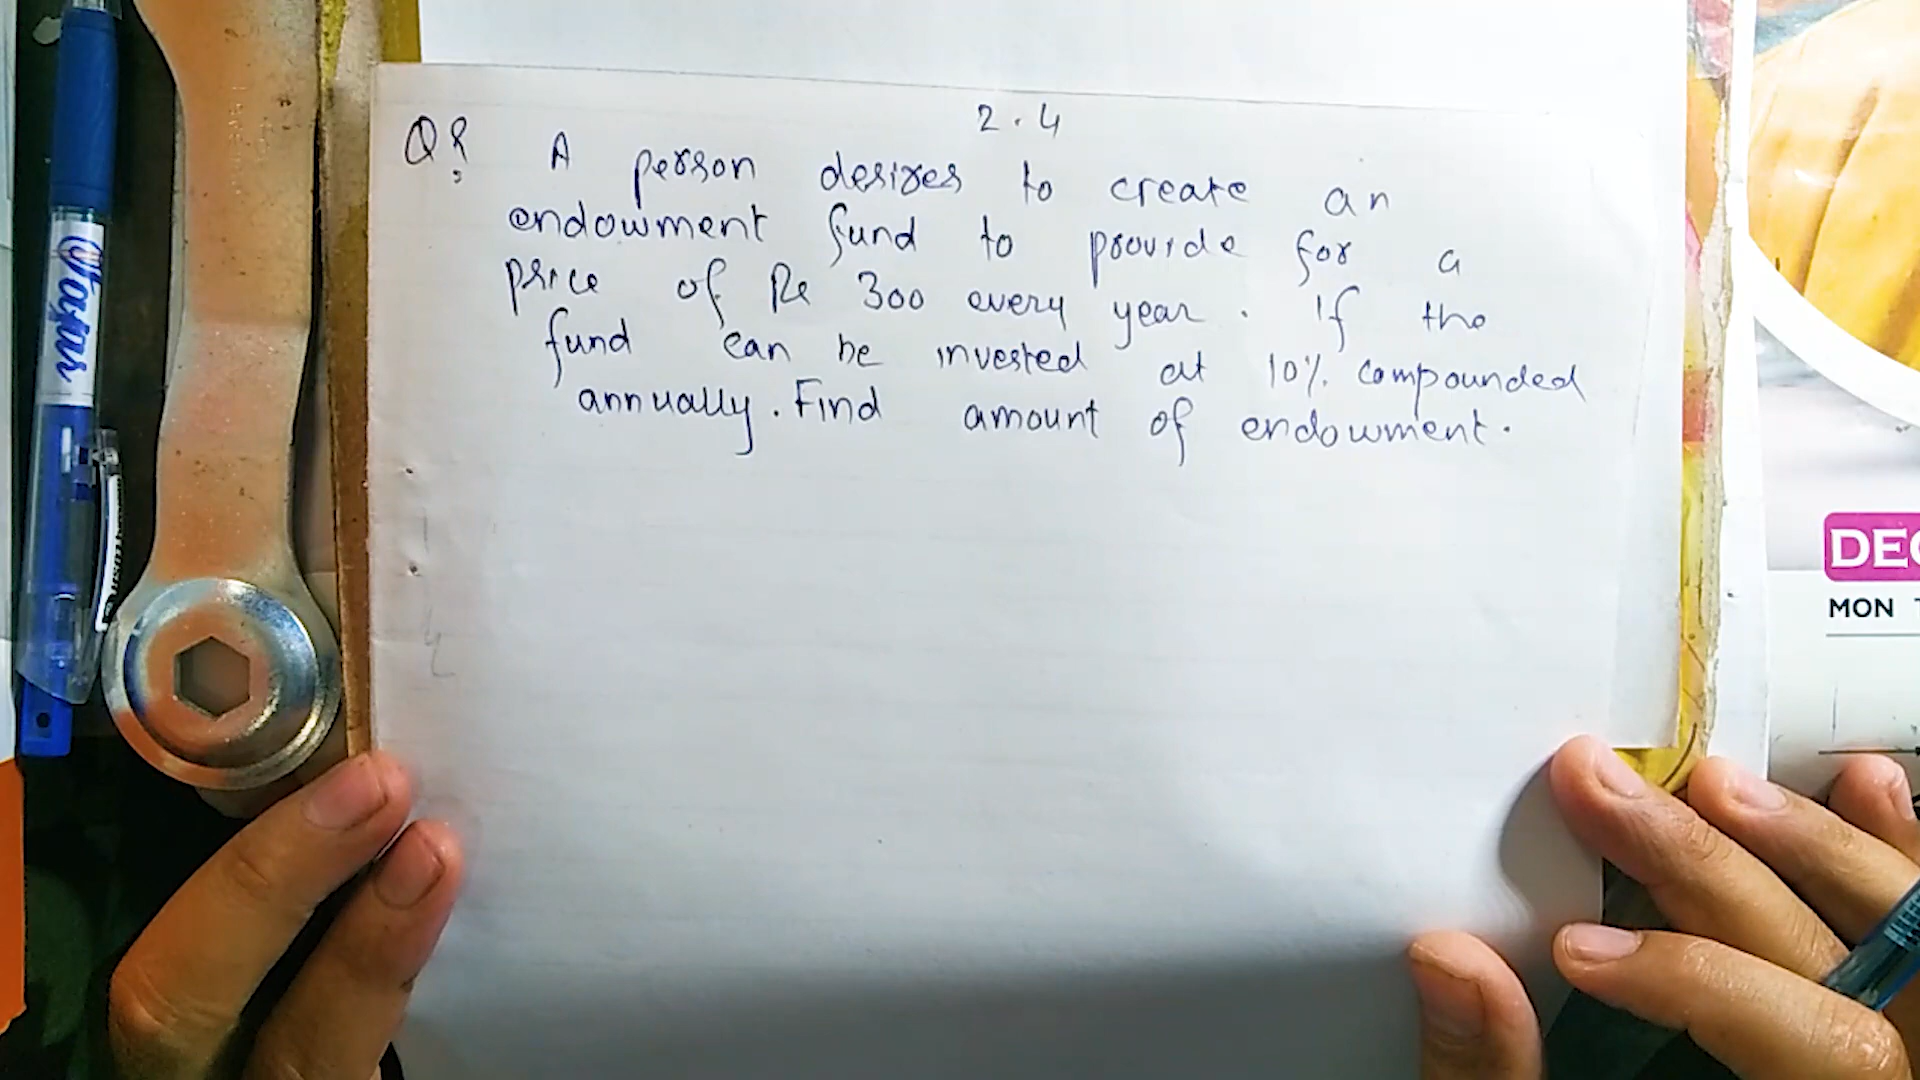 2.4
Q? A person desires to create an
endowment fund to provide for a
price of Re 300 every year. If the
fund can be invested at 10% compounded
annually. Find amount of endowment.
DEC
MON